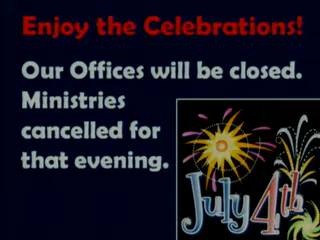 Enjoy the Celebrations!
Our Offices will be closed.
Ministries
cancelled for
that evening.
July 4th